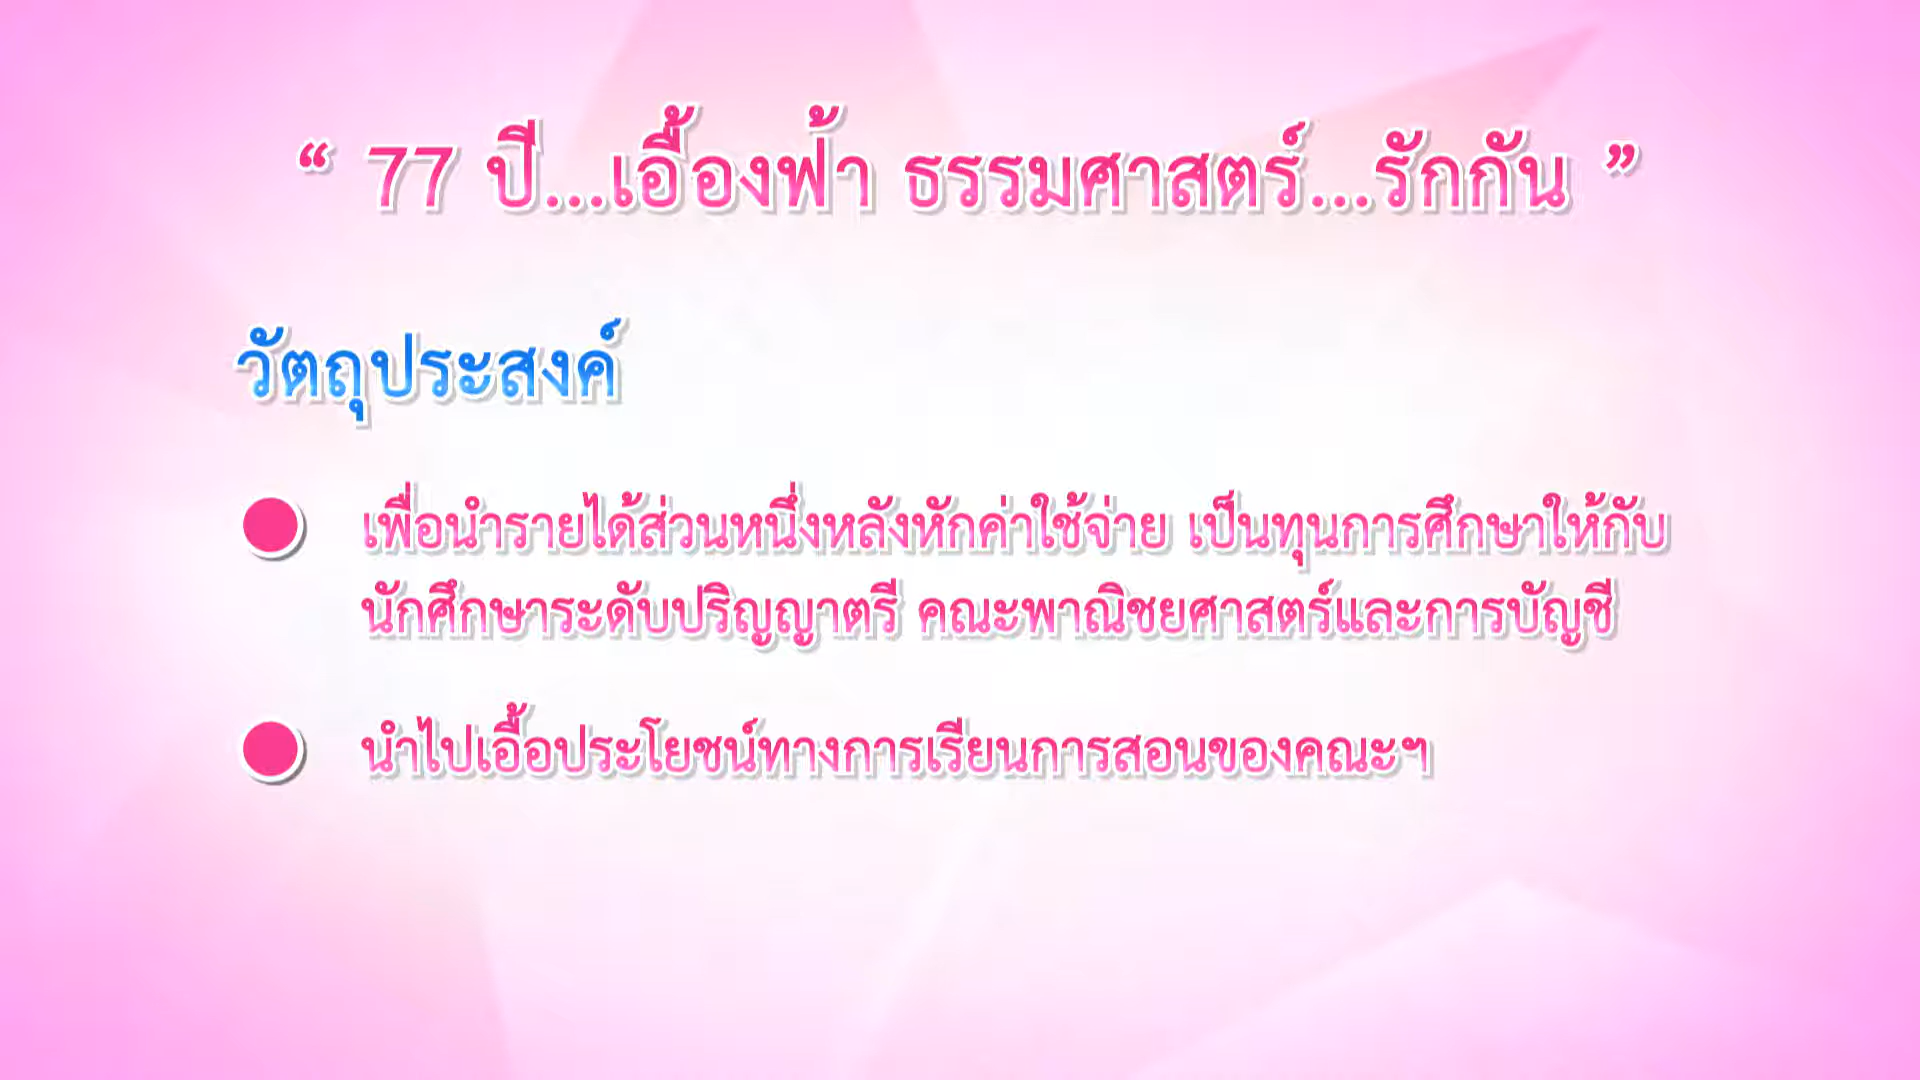 “ 77 ปี...เอื้องฟ้า ธรรมศาสตร์...รักกัน ”
วัตถุประสงค์
เพื่อนำรายได้ส่วนหนึ่งหลังหักค่าใช้จ่าย เป็นทุนการศึกษาให้กับ
นักศึกษาระดับปริญญาตรี คณะพาณิชยศาสตร์และการบัญชี
นำไปเอื้อประโยชน์ทางการเรียนการสอนของคณะฯ